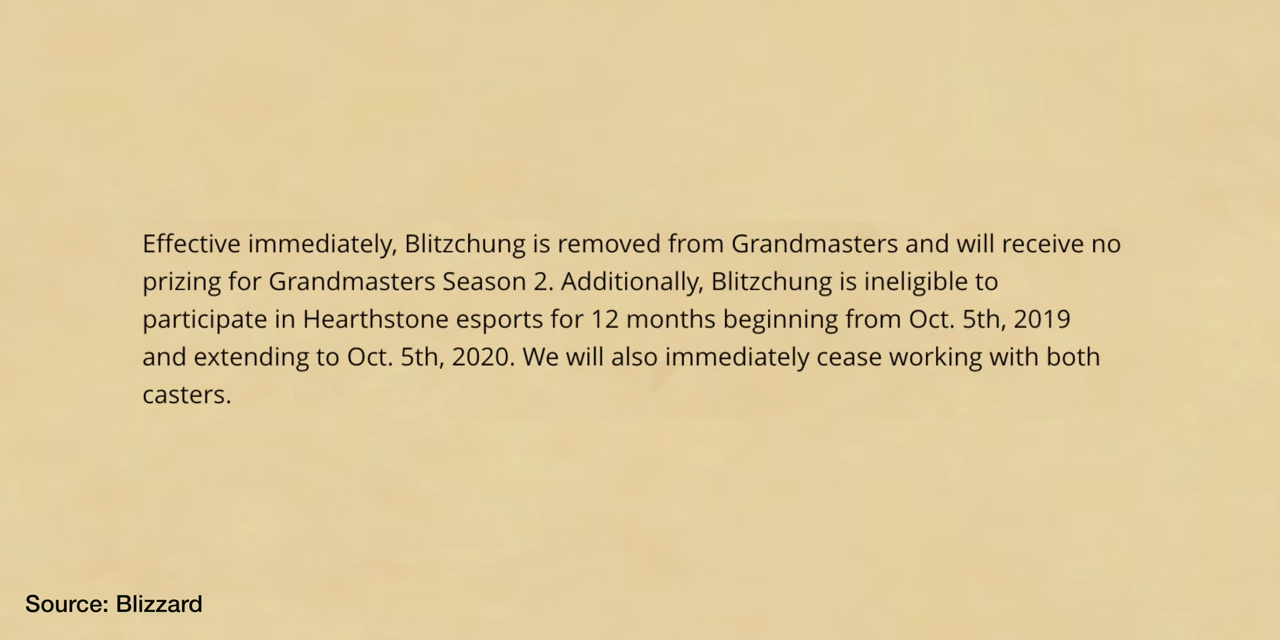 Effective immediately, Blitzchung is removed from Grandmasters and will receive no
prizing for Grandmasters Season 2. Additionally, Blitzchung is ineligible to
participate in Hearthstone esports for 12 months beginning from Oct. 5th, 2019
and extending to Oct. 5th, 2020. We will also immediately cease working with both
casters.
Source: Blizzard